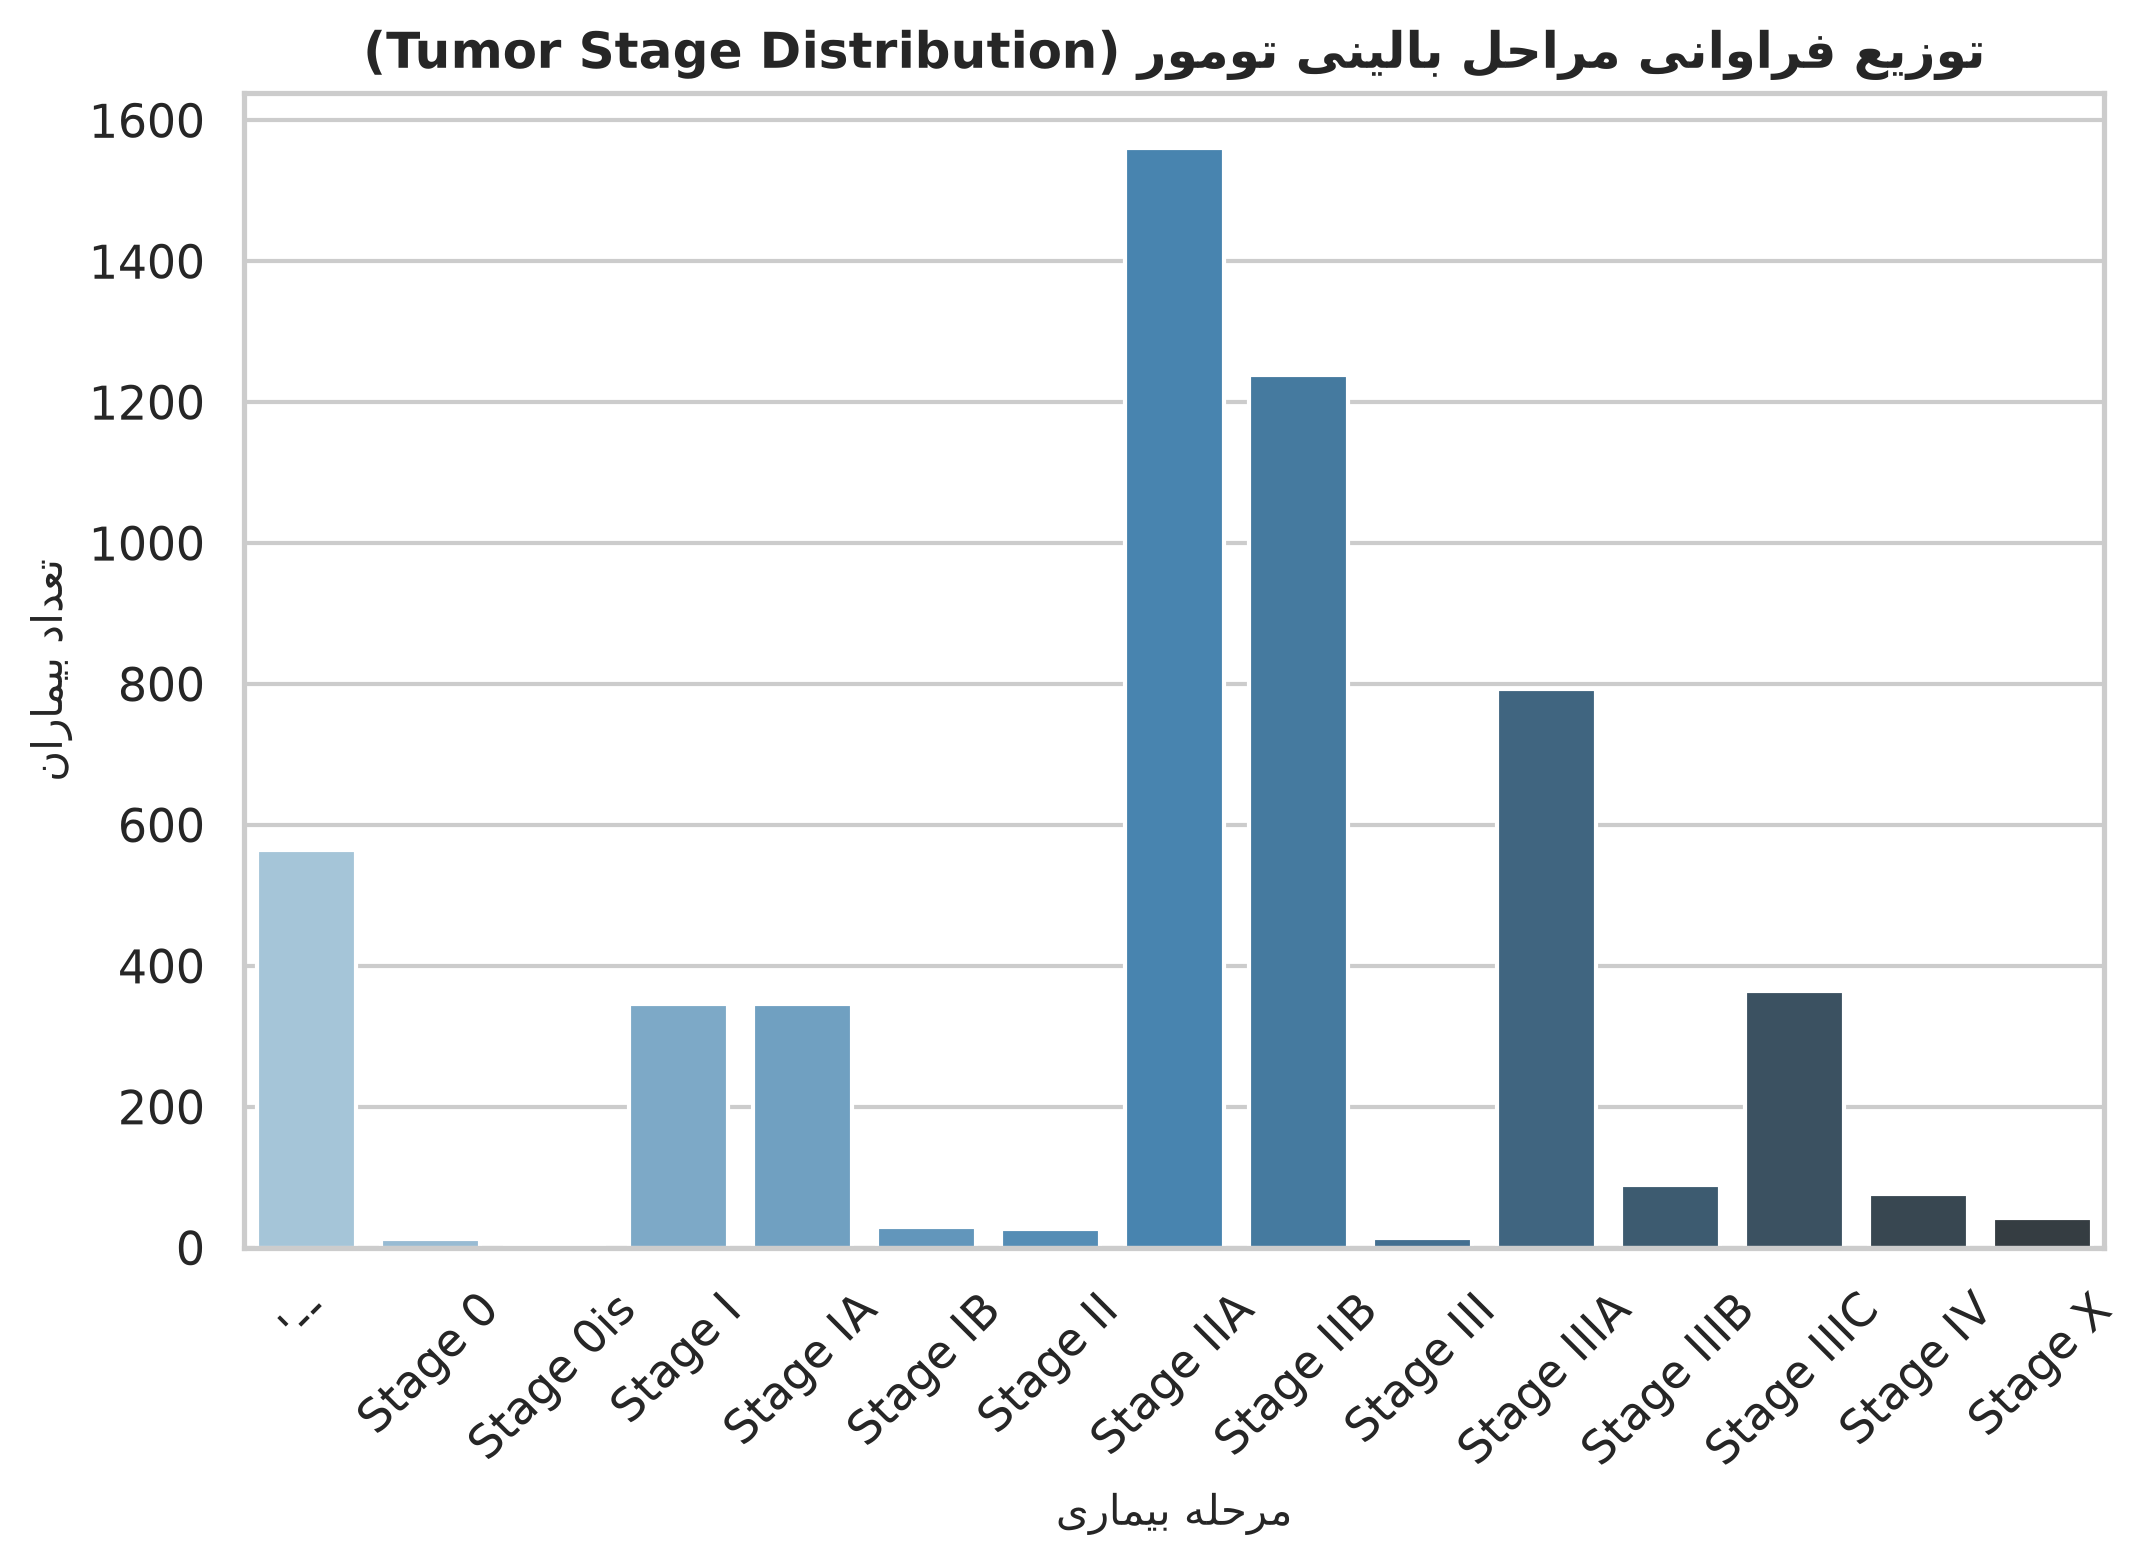 توزیع فراوانی مراحل بالینی تومور (Tumor Stage Distribution)
تعداد بیماران
1600
1400
1200
1000
800
600
400
200
0
'--
Stage 0
Stage 0is
Stage I
Stage IA
Stage IB
Stage II
Stage IIA
Stage IIB
Stage III
Stage IIIA
Stage IIIB
Stage IIIC
Stage IV
Stage X
مرحله بیماری